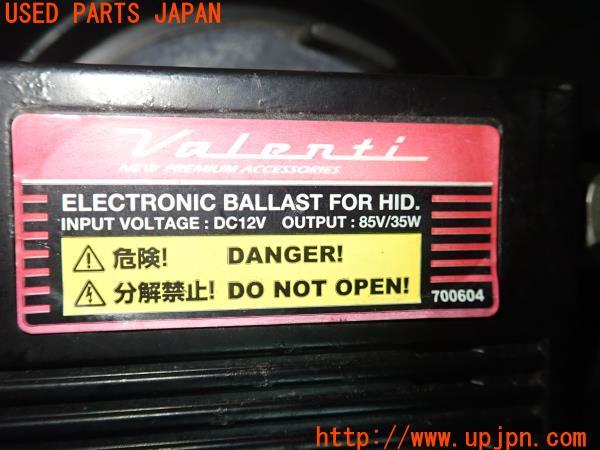 USED PARTS JAPAN
Valenti
NEW PREMIUM ACCESSORIES
ELECTRONIC BALLAST FOR HID.
INPUT VOLTAGE : DC12V OUTPUT : 85V/35W
危険! DANGER!
分解禁止! DO NOT OPEN!
700604
http://www.upjpn.com/